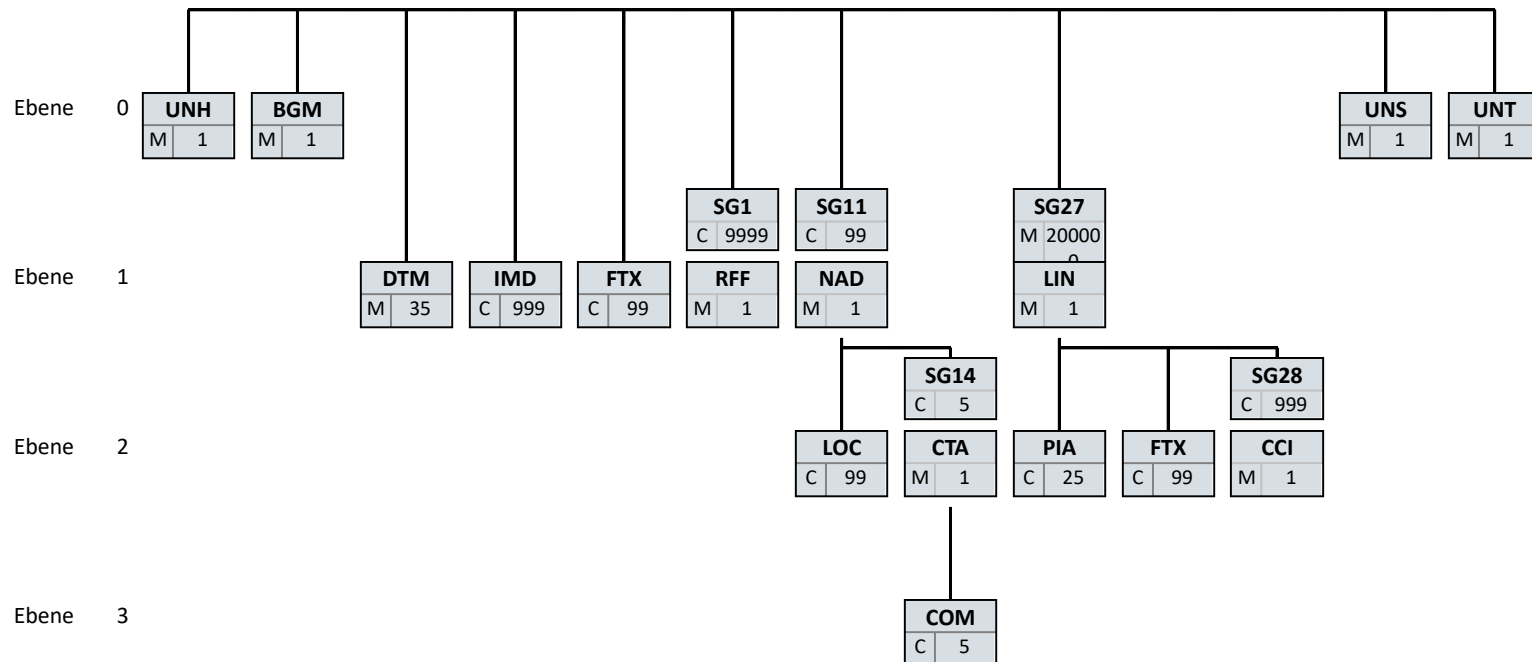 Ebene 0 UNH BGM UNS UNT
M 1 M 1 M 1 M 1
SG1 SG11 SG27
C 9999 C 99 M 20000
0
Ebene 1 DTM IMD FTX RFF NAD LIN
M 35 C 999 C 99 M 1 M 1 M 1
SG14 SG28
C 5 C 999
Ebene 2 LOC CTA PIA FTX CCI
C 99 M 1 C 25 C 99 M 1
Ebene 3 COM
C 5